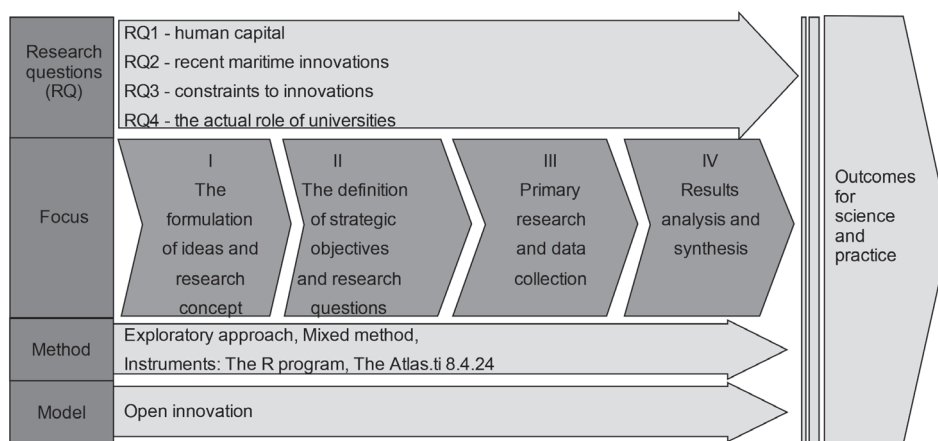 Research
questions
(RQ)
RQ1 - human capital
RQ2 - recent maritime innovations
RQ3 - constraints to innovations
RQ4 - the actual role of universities
Focus
I
The
formulation
of ideas and
research
concept
II
The definition
of strategic
objectives
and research
questions
III
Primary
research
and data
collection
IV
Results
analysis and
synthesis
Method
Exploratory approach, Mixed method,
Instruments: The R program, The Atlas.ti 8.4.24
Model
Open innovation
Outcomes
for
science
and
practice